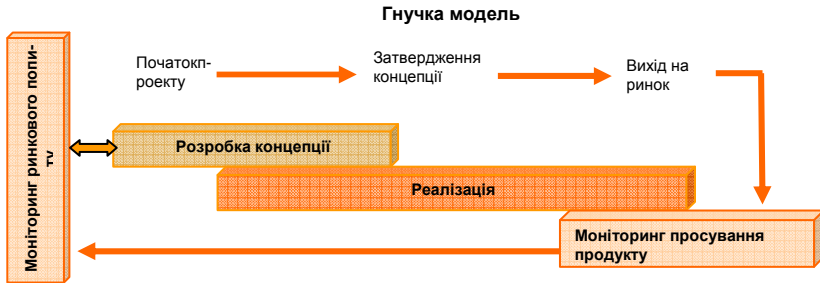 Гнучка модель
Моніторинг ринкового попи-
ту
Початокп-
роекту
Затвердження
концепції
Вихід на
ринок
Розробка концепції
Реалізація
Моніторинг просування
продукту